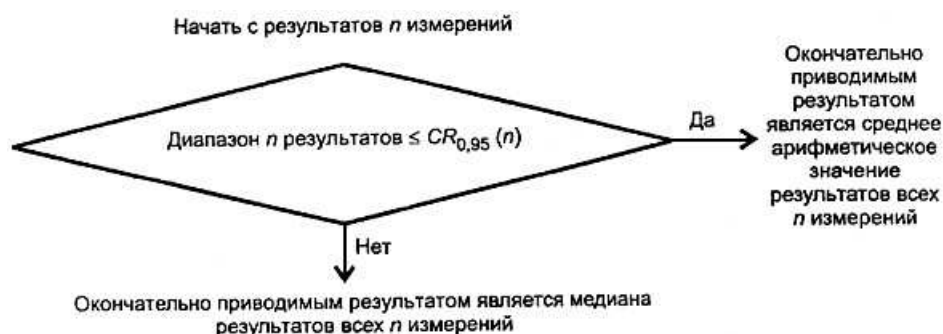 Начать с результатов n измерений
Диапазон n результатов ≤ CR0,95 (n)
Да
Окончательно
приводимым
результатом
является среднее
арифметическое
значение
результатов всех
n измерений
Нет
Окончательно приводимым результатом является медиана
результатов всех n измерений